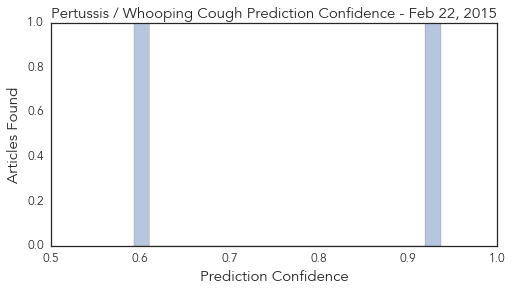 Pertussis / Whooping Cough Prediction Confidence - Feb 22, 2015
1.0
0.8
0.6
0.4
0.2
0.0
Articles Found
0.5 0.6 0.7 0.8 0.9 1.0
Prediction Confidence